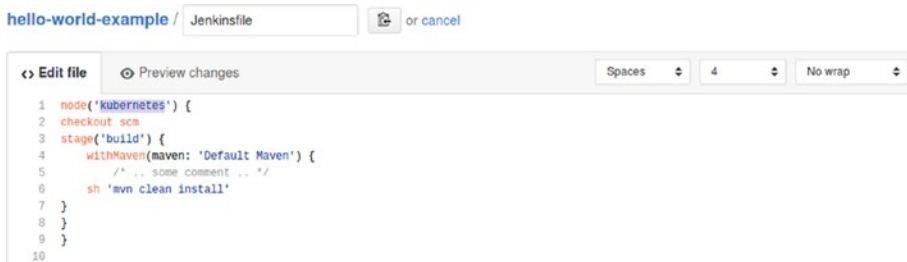 hello-world-example / Jenkinsfile or cancel
<> Edit file Preview changes Spaces 4 No wrap
1 node('kubernetes') {
2 checkout scm
3 stage('build') {
4     withMaven(maven: 'Default Maven') {
5         /* .. some comment .. */
6     sh 'mvn clean install'
7 }
8 }
9 }
10